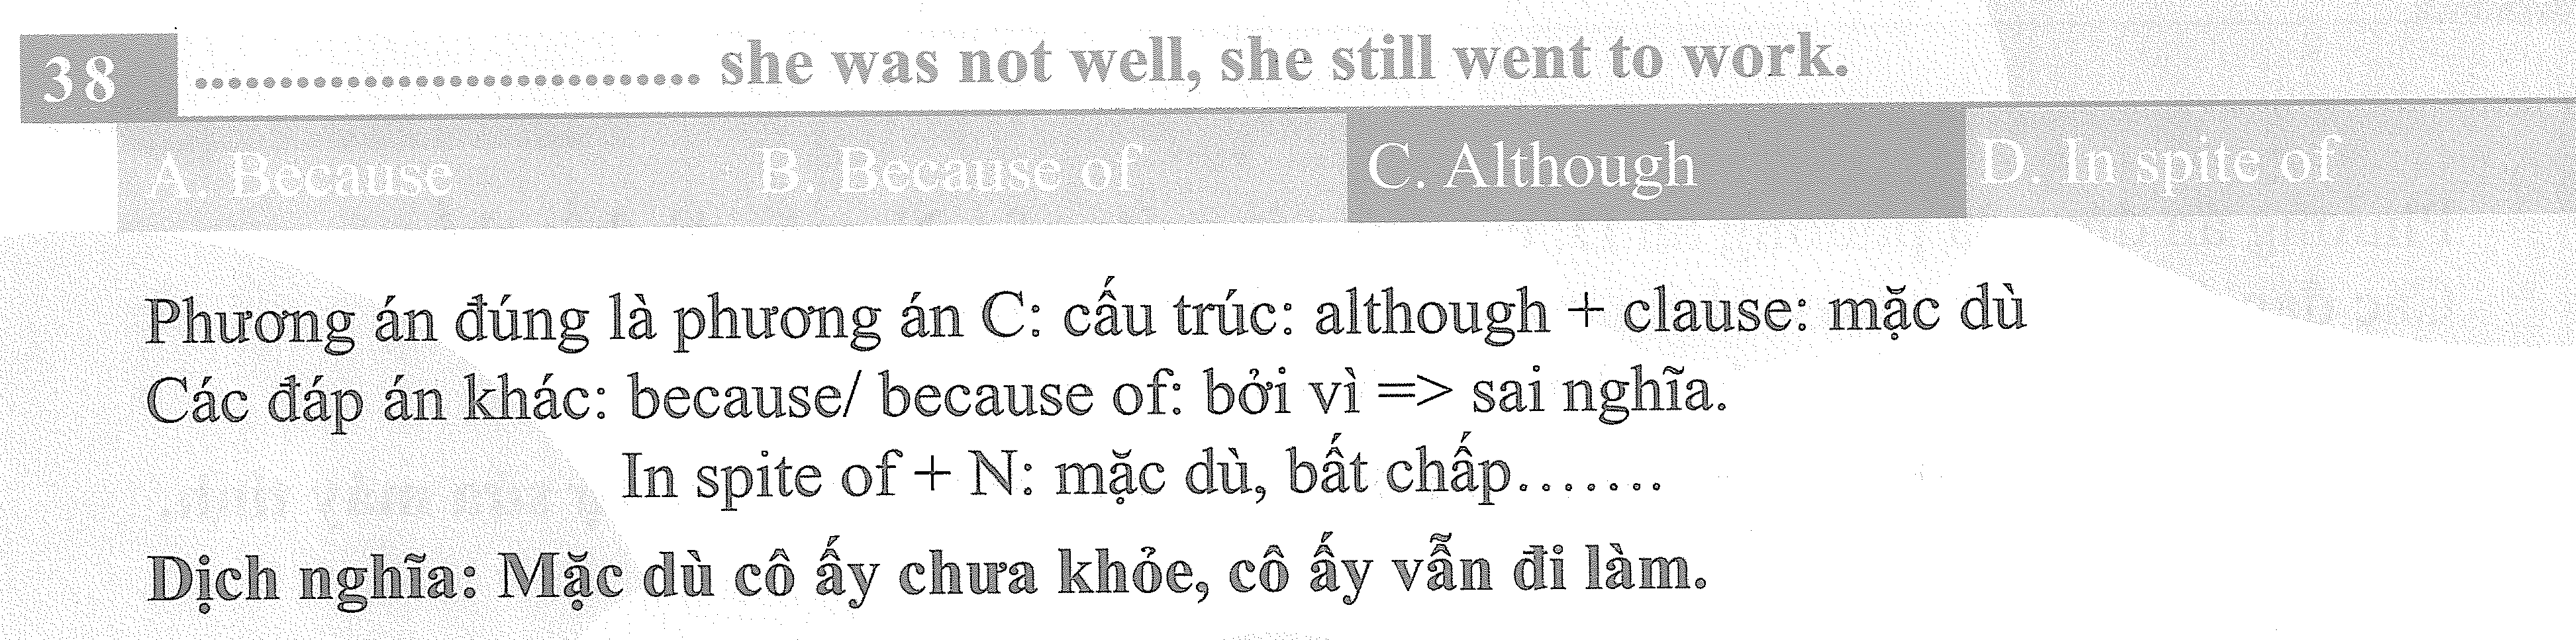 38 ............................. she was not well, she still went to work.
A. Because B. Because of C. Although D. In spite of
Phương án đúng là phương án C: cấu trúc: although + clause: mặc dù
Các đáp án khác: because/ because of: bởi vì => sai nghĩa.
In spite of + N: mặc dù, bất chấp.......
Dịch nghĩa: Mặc dù cô ấy chưa khỏe, cô ấy vẫn đi làm.